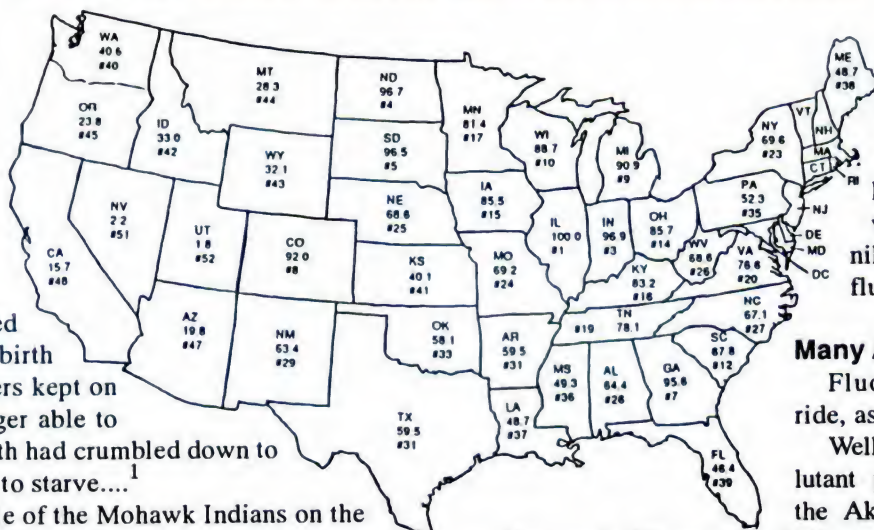 WA
40.6
#40
OR
23.8
#45
CA
15.7
#48
NV
2.2
#51
ID
33.0
#42
MT
28.3
#44
WY
32.1
#43
UT
1.8
#52
AZ
19.8
#47
CO
92.0
#8
NM
63.4
#29
ND
96.7
#4
SD
96.5
#5
NE
68.6
#25
KS
40.1
#41
OK
58.1
#33
TX
59.5
#31
MN
81.4
#17
IA
85.5
#15
MO
69.2
#24
AR
59.5
#31
LA
48.7
#37
WI
88.7
#10
IL
100.0
#1
MI
90.9
#9
IN
96.9
#3
OH
85.7
#14
KY
83.2
#16
TN
#19 78.1
MS
49.3
#36
AL
64.4
#28
GA
95.6
#7
FL
46.4
#39
SC
87.8
#12
NC
67.1
#27
VA
76.6
#20
WV
68.6
#26
PA
52.3
#35
NY
69.6
#23
ME
48.7
#38
VT
NH
MA
CT
RI
NJ
DE
MD
DC
ed
birth
ers kept on
ger able to
th had crumbled down to
to starve....1
e of the Mohawk Indians on the
nil
flu
Many A
Fluo
ride, as
Well
lutant p
the Ak